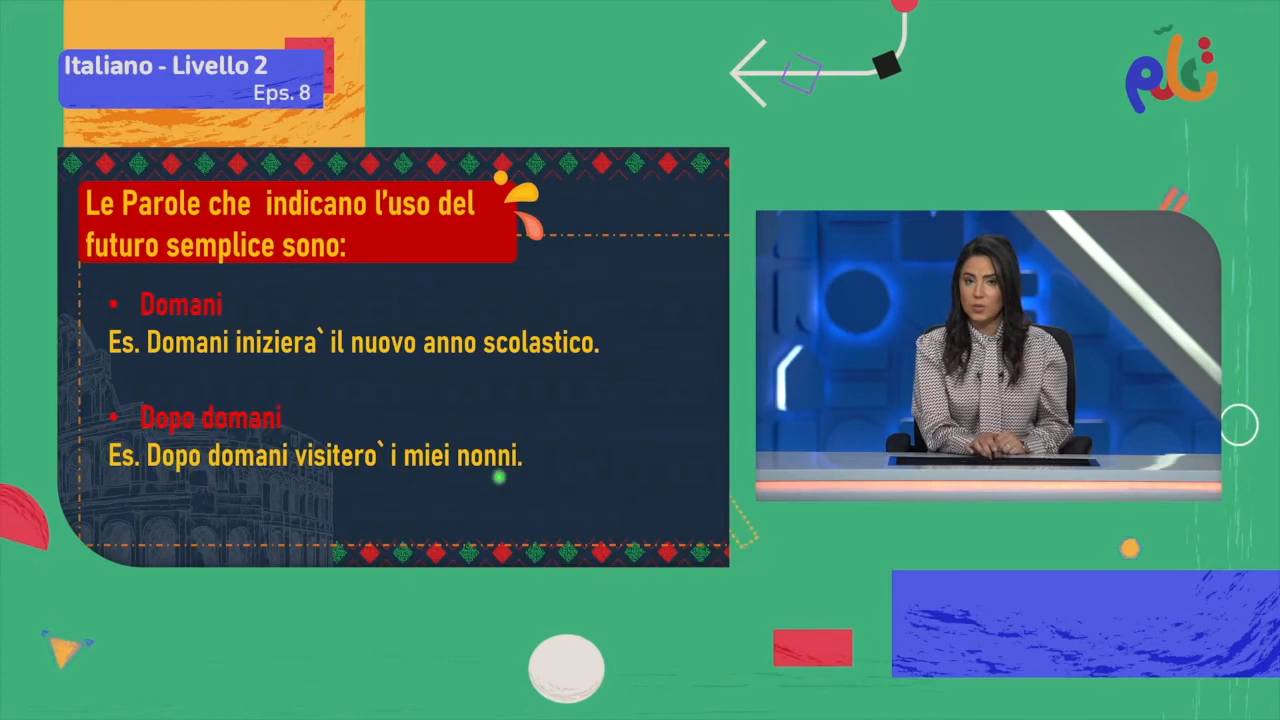 Italiano - Livello 2
Eps. 8
تكلم
Le Parole che indicano l'uso del
futuro semplice sono:
• Domani
Es. Domani iniziera` il nuovo anno scolastico.
• Dopo domani
Es. Dopo domani visitero` i miei nonni.